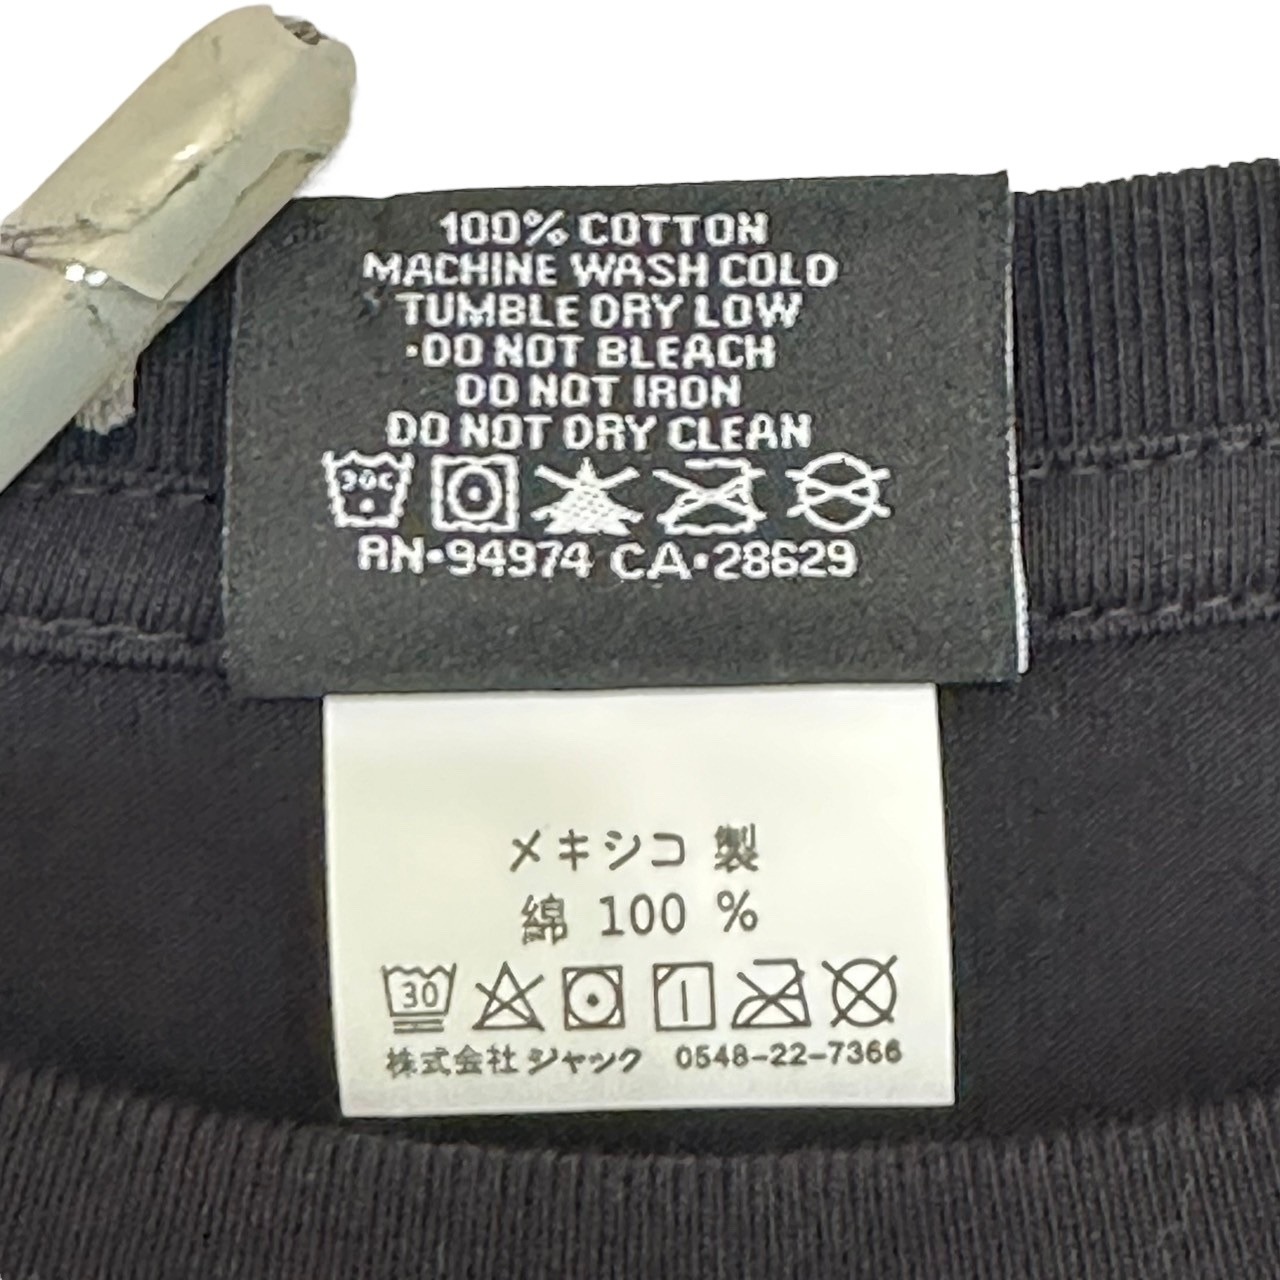 100% COTTON
MACHINE WASH COLD
TUMBLE DRY LOW
·DO NOT BLEACH
DO NOT IRON
DO NOT DRY CLEAN
30C
RN·94974 CA·28629
メキシコ 製
綿 100 %
30
株式会社 ジャック 0548-22-7366